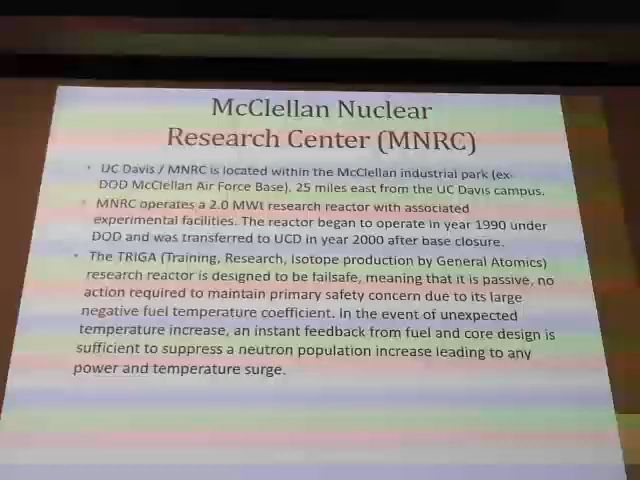 McClellan Nuclear
Research Center (MNRC)
• UC Davis / MNRC is located within the McClellan industrial park (ex-
DOD McClellan Air Force Base), 25 miles east from the UC Davis campus.
• MNRC operates a 2.0 MWt research reactor with associated
experimental facilities. The reactor began to operate in year 1990 under
DOD and was transferred to UCD in year 2000 after base closure.
• The TRIGA (Training, Research, Isotope production by General Atomics)
research reactor is designed to be failsafe, meaning that it is passive, no
action required to maintain primary safety concern due to its large
negative fuel temperature coefficient. In the event of unexpected
temperature increase, an instant feedback from fuel and core design is
sufficient to suppress a neutron population increase leading to any
power and temperature surge.